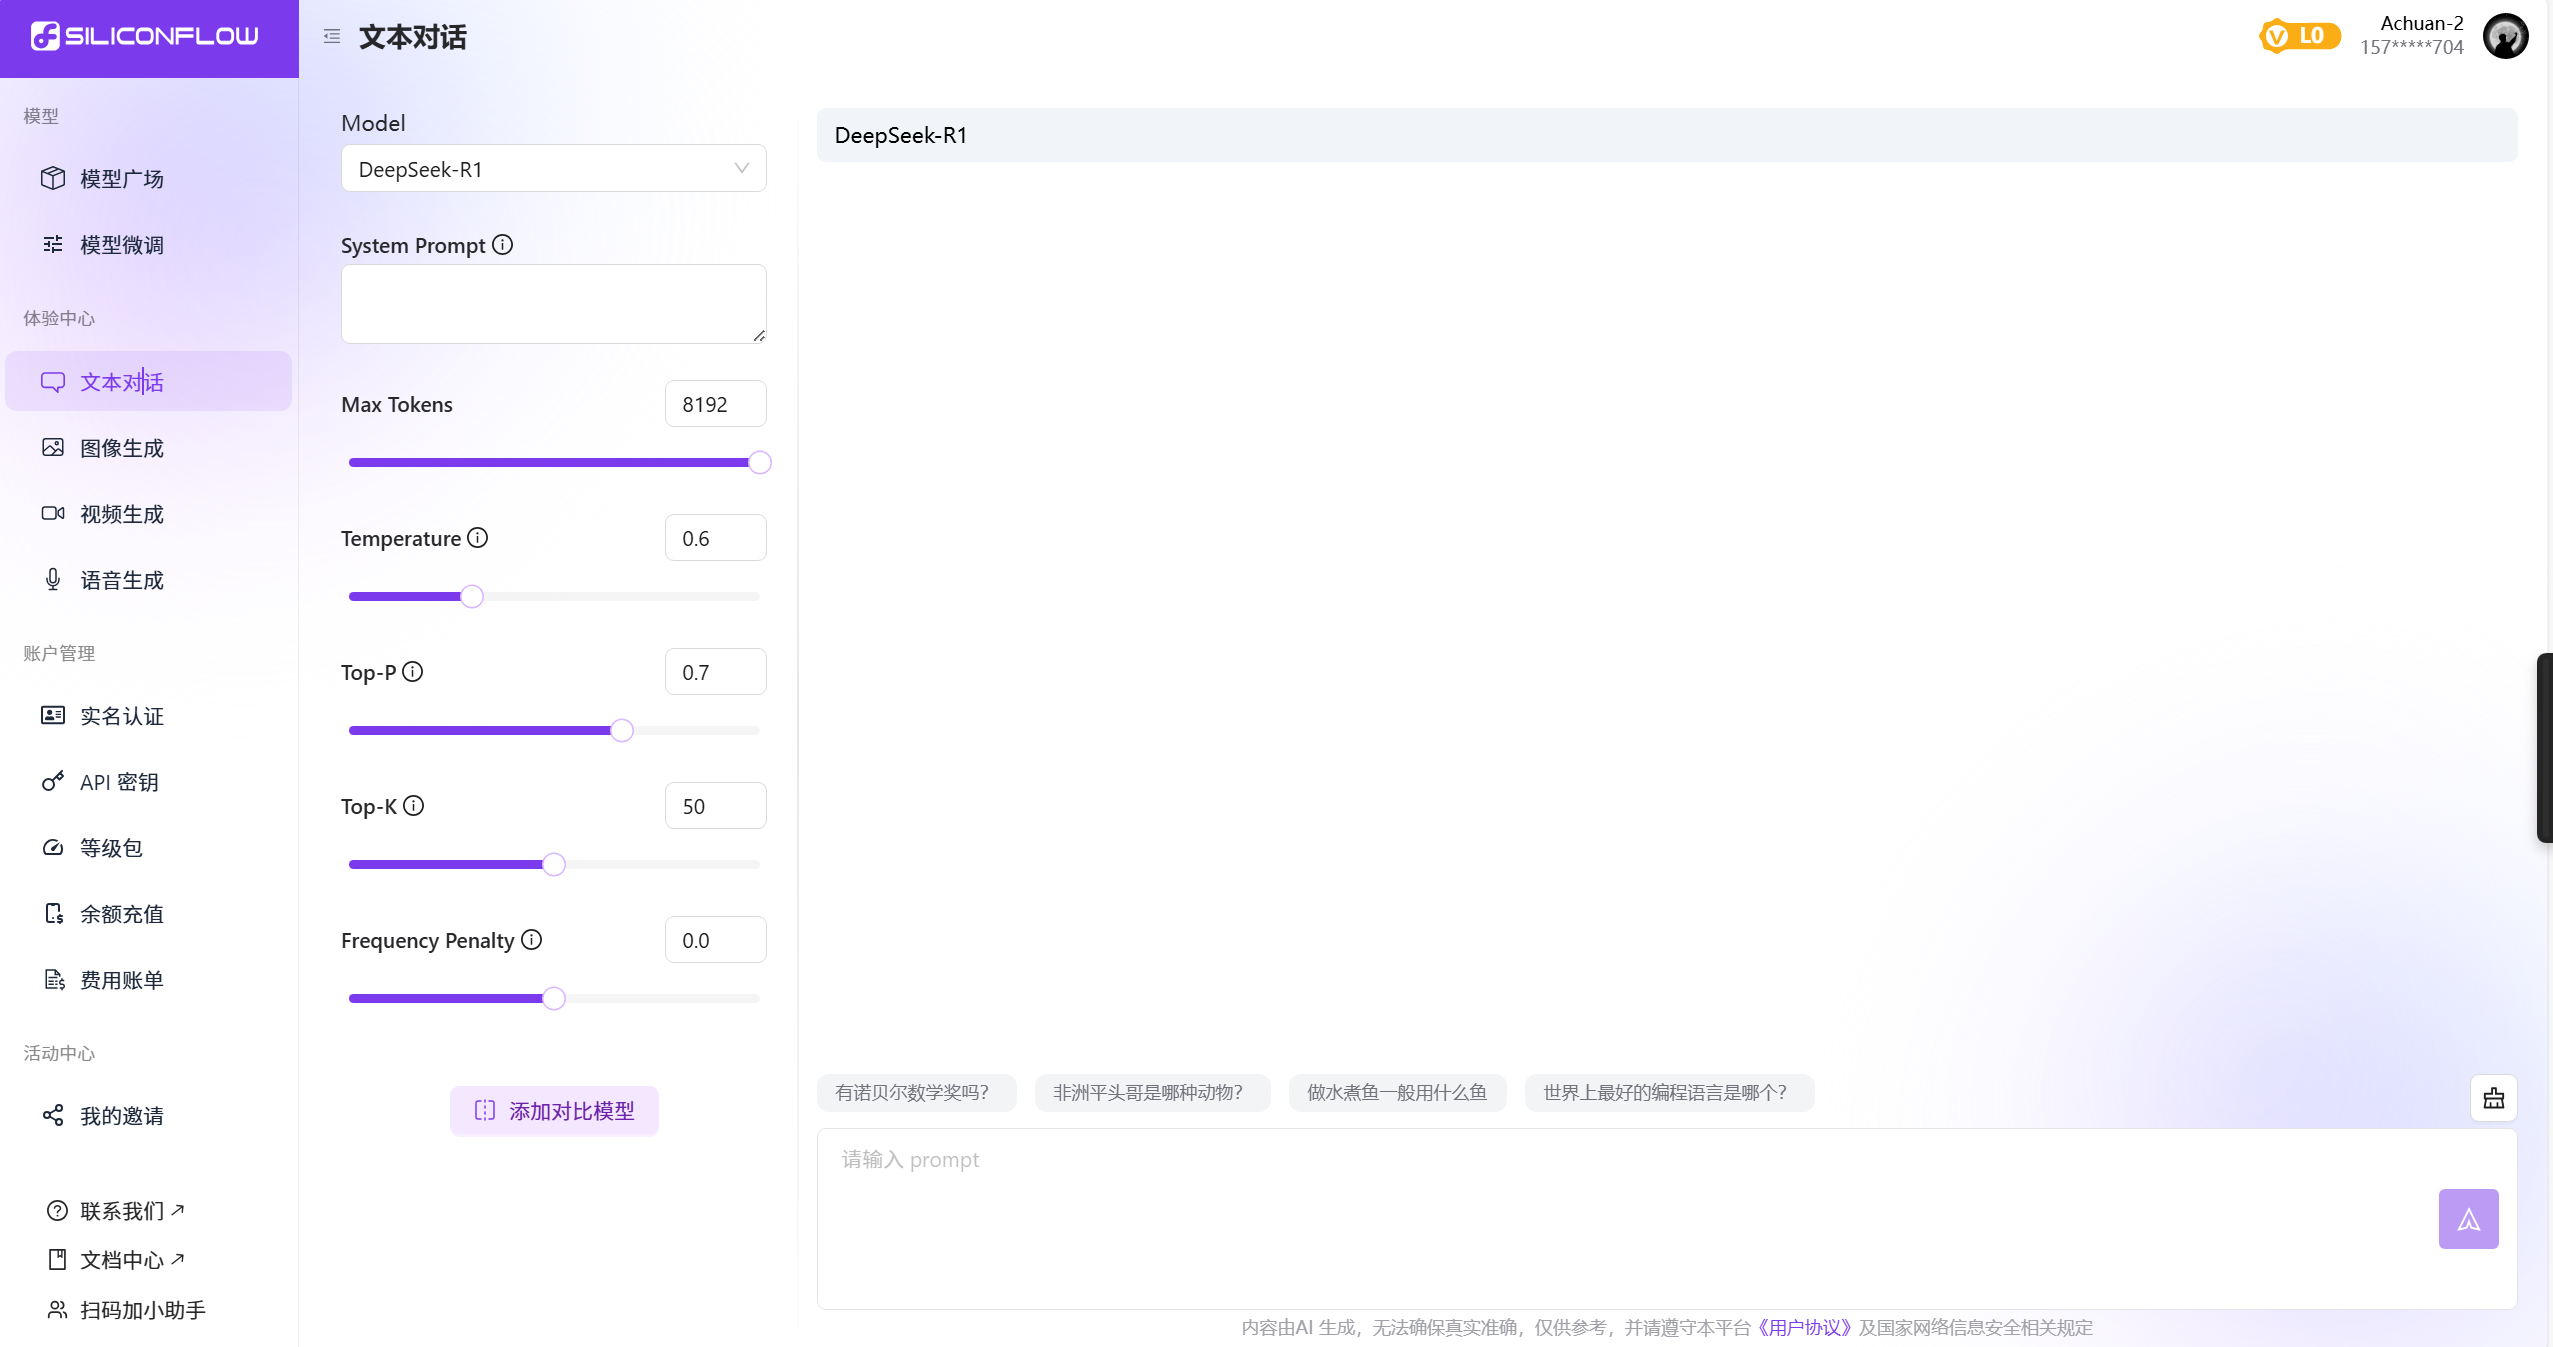 SILICONFLOW
文本对话
L0
Achuan-2
157*****704
模型
模型广场
模型微调
体验中心
文本对话
图像生成
视频生成
语音生成
账户管理
实名认证
API 密钥
等级包
余额充值
费用账单
活动中心
我的邀请
联系我们
文档中心
扫码加小助手
Model
DeepSeek-R1
System Prompt
Max Tokens
8192
Temperature
0.6
Top-P
0.7
Top-K
50
Frequency Penalty
0.0
添加对比模型
DeepSeek-R1
有诺贝尔数学奖吗？
非洲平头哥是哪种动物？
做水煮鱼一般用什么鱼
世界上最好的编程语言是哪个？
请输入 prompt
内容由AI 生成，无法确保真实准确，仅供参考，并请遵守本平台《用户协议》及国家网络信息安全相关规定